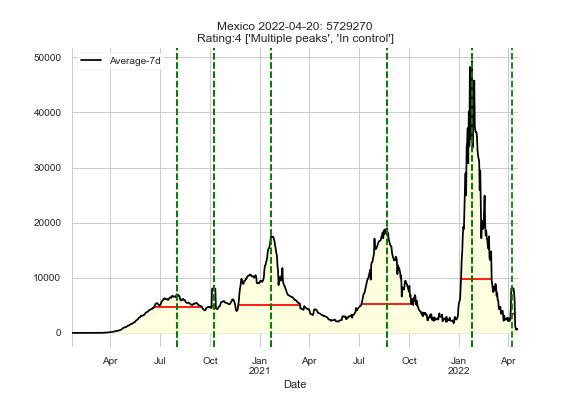 Mexico 2022-04-20: 5729270
Rating:4 ['Multiple peaks', 'In control']
Average-7d
50000
40000
30000
20000
10000
0
Apr Jul Oct Jan Apr Jul Oct Jan Apr
2021 2022
Date